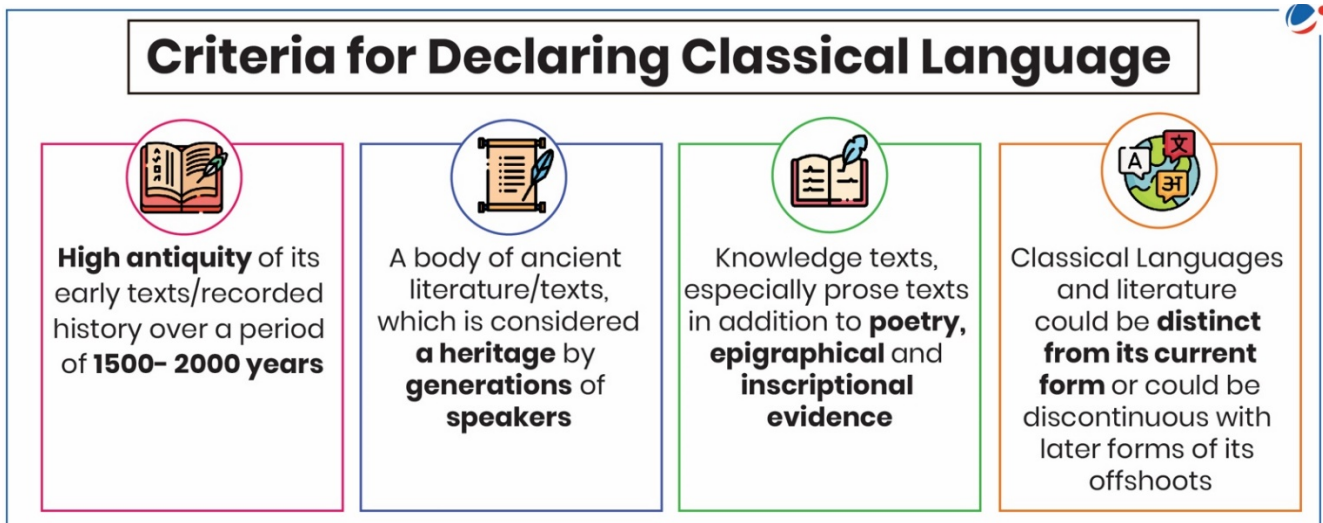 Criteria for Declaring Classical Language
High antiquity of its
early texts/recorded
history over a period
of 1500- 2000 years
A body of ancient
literature/texts,
which is considered
a heritage by
generations of
speakers
Knowledge texts,
especially prose texts
in addition to poetry,
epigraphical and
inscriptional
evidence
A
文
अ
Classical Languages
and literature
could be distinct
from its current
form or could be
discontinuous with
later forms of its
offshoots